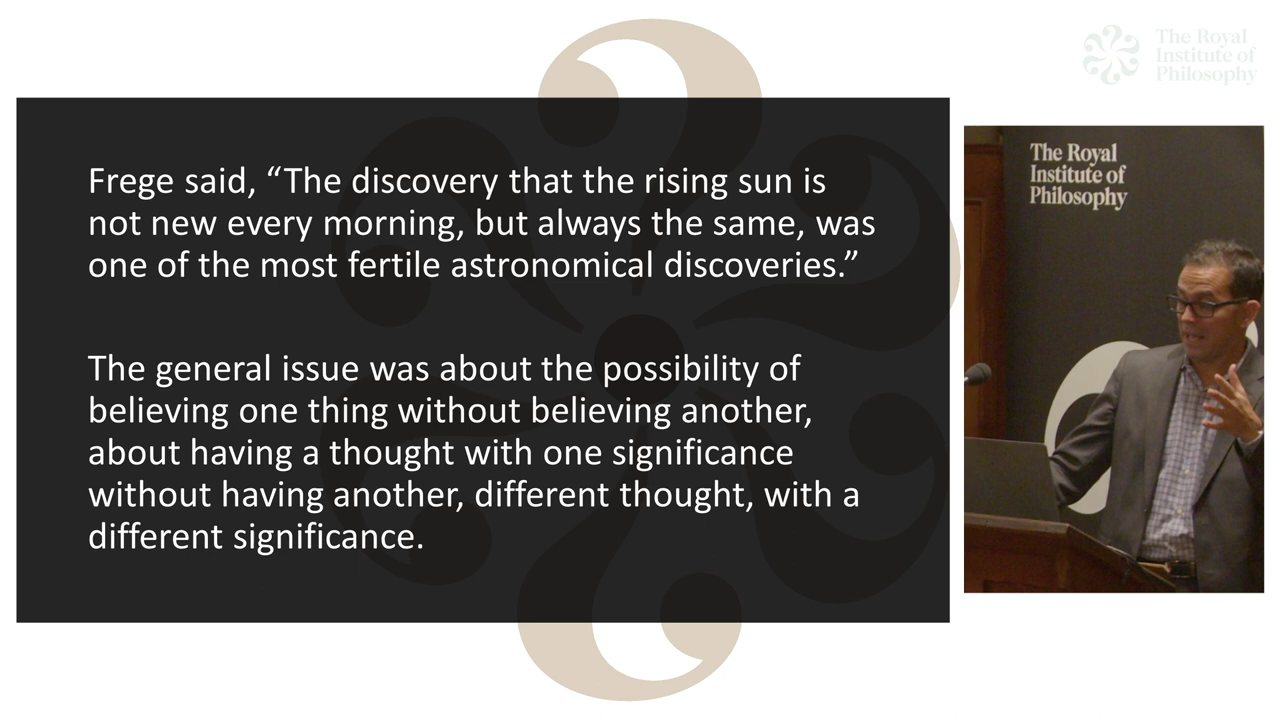 The Royal
Institute of
Philosophy
Frege said, “The discovery that the rising sun is
not new every morning, but always the same, was
one of the most fertile astronomical discoveries.”
The general issue was about the possibility of
believing one thing without believing another,
about having a thought with one significance
without having another, different thought, with a
different significance.
The Royal
Institute of
Philosophy